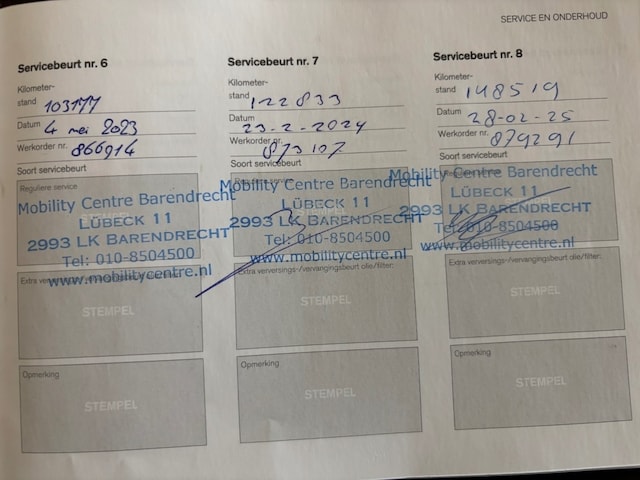 SERVICE EN ONDERHOUD
Servicebeurt nr. 6
Kilometer-
stand 103177
Datum 4 mei 2023
Werkorder nr. 866914
Soort servicebeurt
Reguliere service
Mobility Centre Barendrecht
LÜBECK 11
2993 LK BARENDRECHT
Tel: 010-8504500
www.mobilitycentre.nl
Extra verversings-/vervangingsbeurt olie/filter:
STEMPEL
Opmerking
STEMPEL
Servicebeurt nr. 7
Kilometer-
stand 122833
Datum 23-2-2024
Werkorder nr. 873107
Soort servicebeurt
Mobility Centre Barendrecht
LÜBECK 11
2993 LK BARENDRECHT
Tel: 010-8504500
www.mobilitycentre.nl
Extra verversings-/vervangingsbeurt olie/filter:
STEMPEL
Opmerking
STEMPEL
Servicebeurt nr. 8
Kilometer-
stand 148519
Datum 28-02-25
Werkorder nr. 879291
Soort servicebeurt
Mobility Centre Barendrecht
LÜBECK 11
2993 LK BARENDRECHT
Tel: 010-8504500
www.mobilitycentre.nl
Extra verversings-/vervangingsbeurt olie/filter:
STEMPEL
Opmerking
STEMPEL